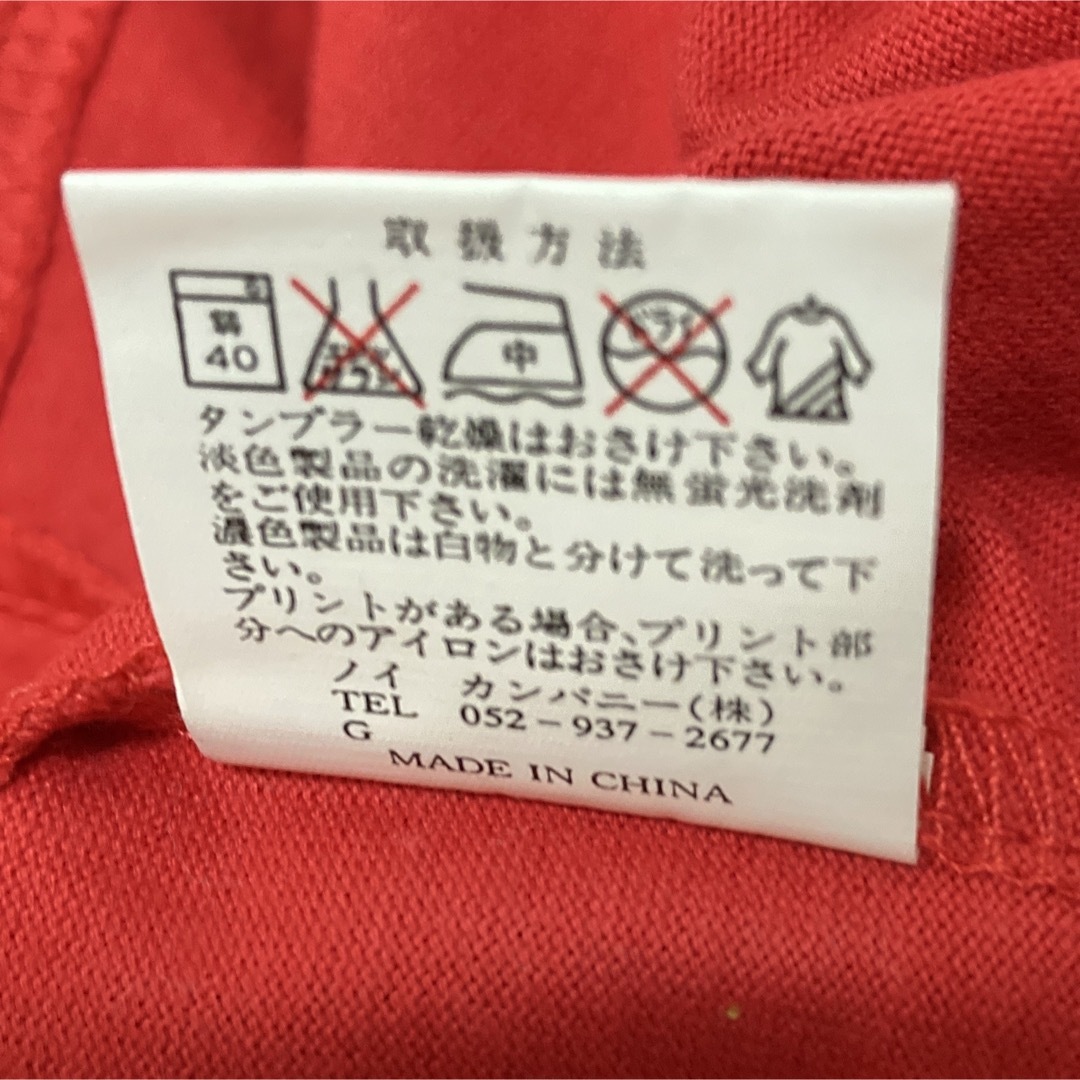 取扱方法
弱
40
エンソ
サラシ
中
ドライ
タンブラー乾燥はおさけ下さい。
淡色製品の洗濯には無蛍光洗剤
をご使用下さい。
濃色製品は白物と分けて洗って下
さい。
プリントがある場合、プリント部
分へのアイロンはおさけ下さい。
ノイ カンパニー(株)
TEL 052-937-2677
G
MADE IN CHINA